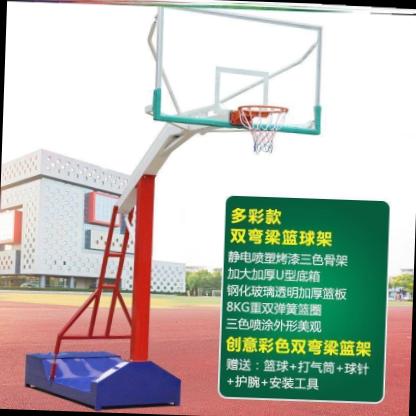 多彩款
双弯梁篮球架
静电喷塑烤漆三色骨架
加大加厚U型底箱
钢化玻璃透明加厚篮板
8KG重双弹簧篮圈
三色喷涂外形美观
创意彩色双弯梁篮架
赠送：篮球+打气筒+球针
+护腕+安装工具